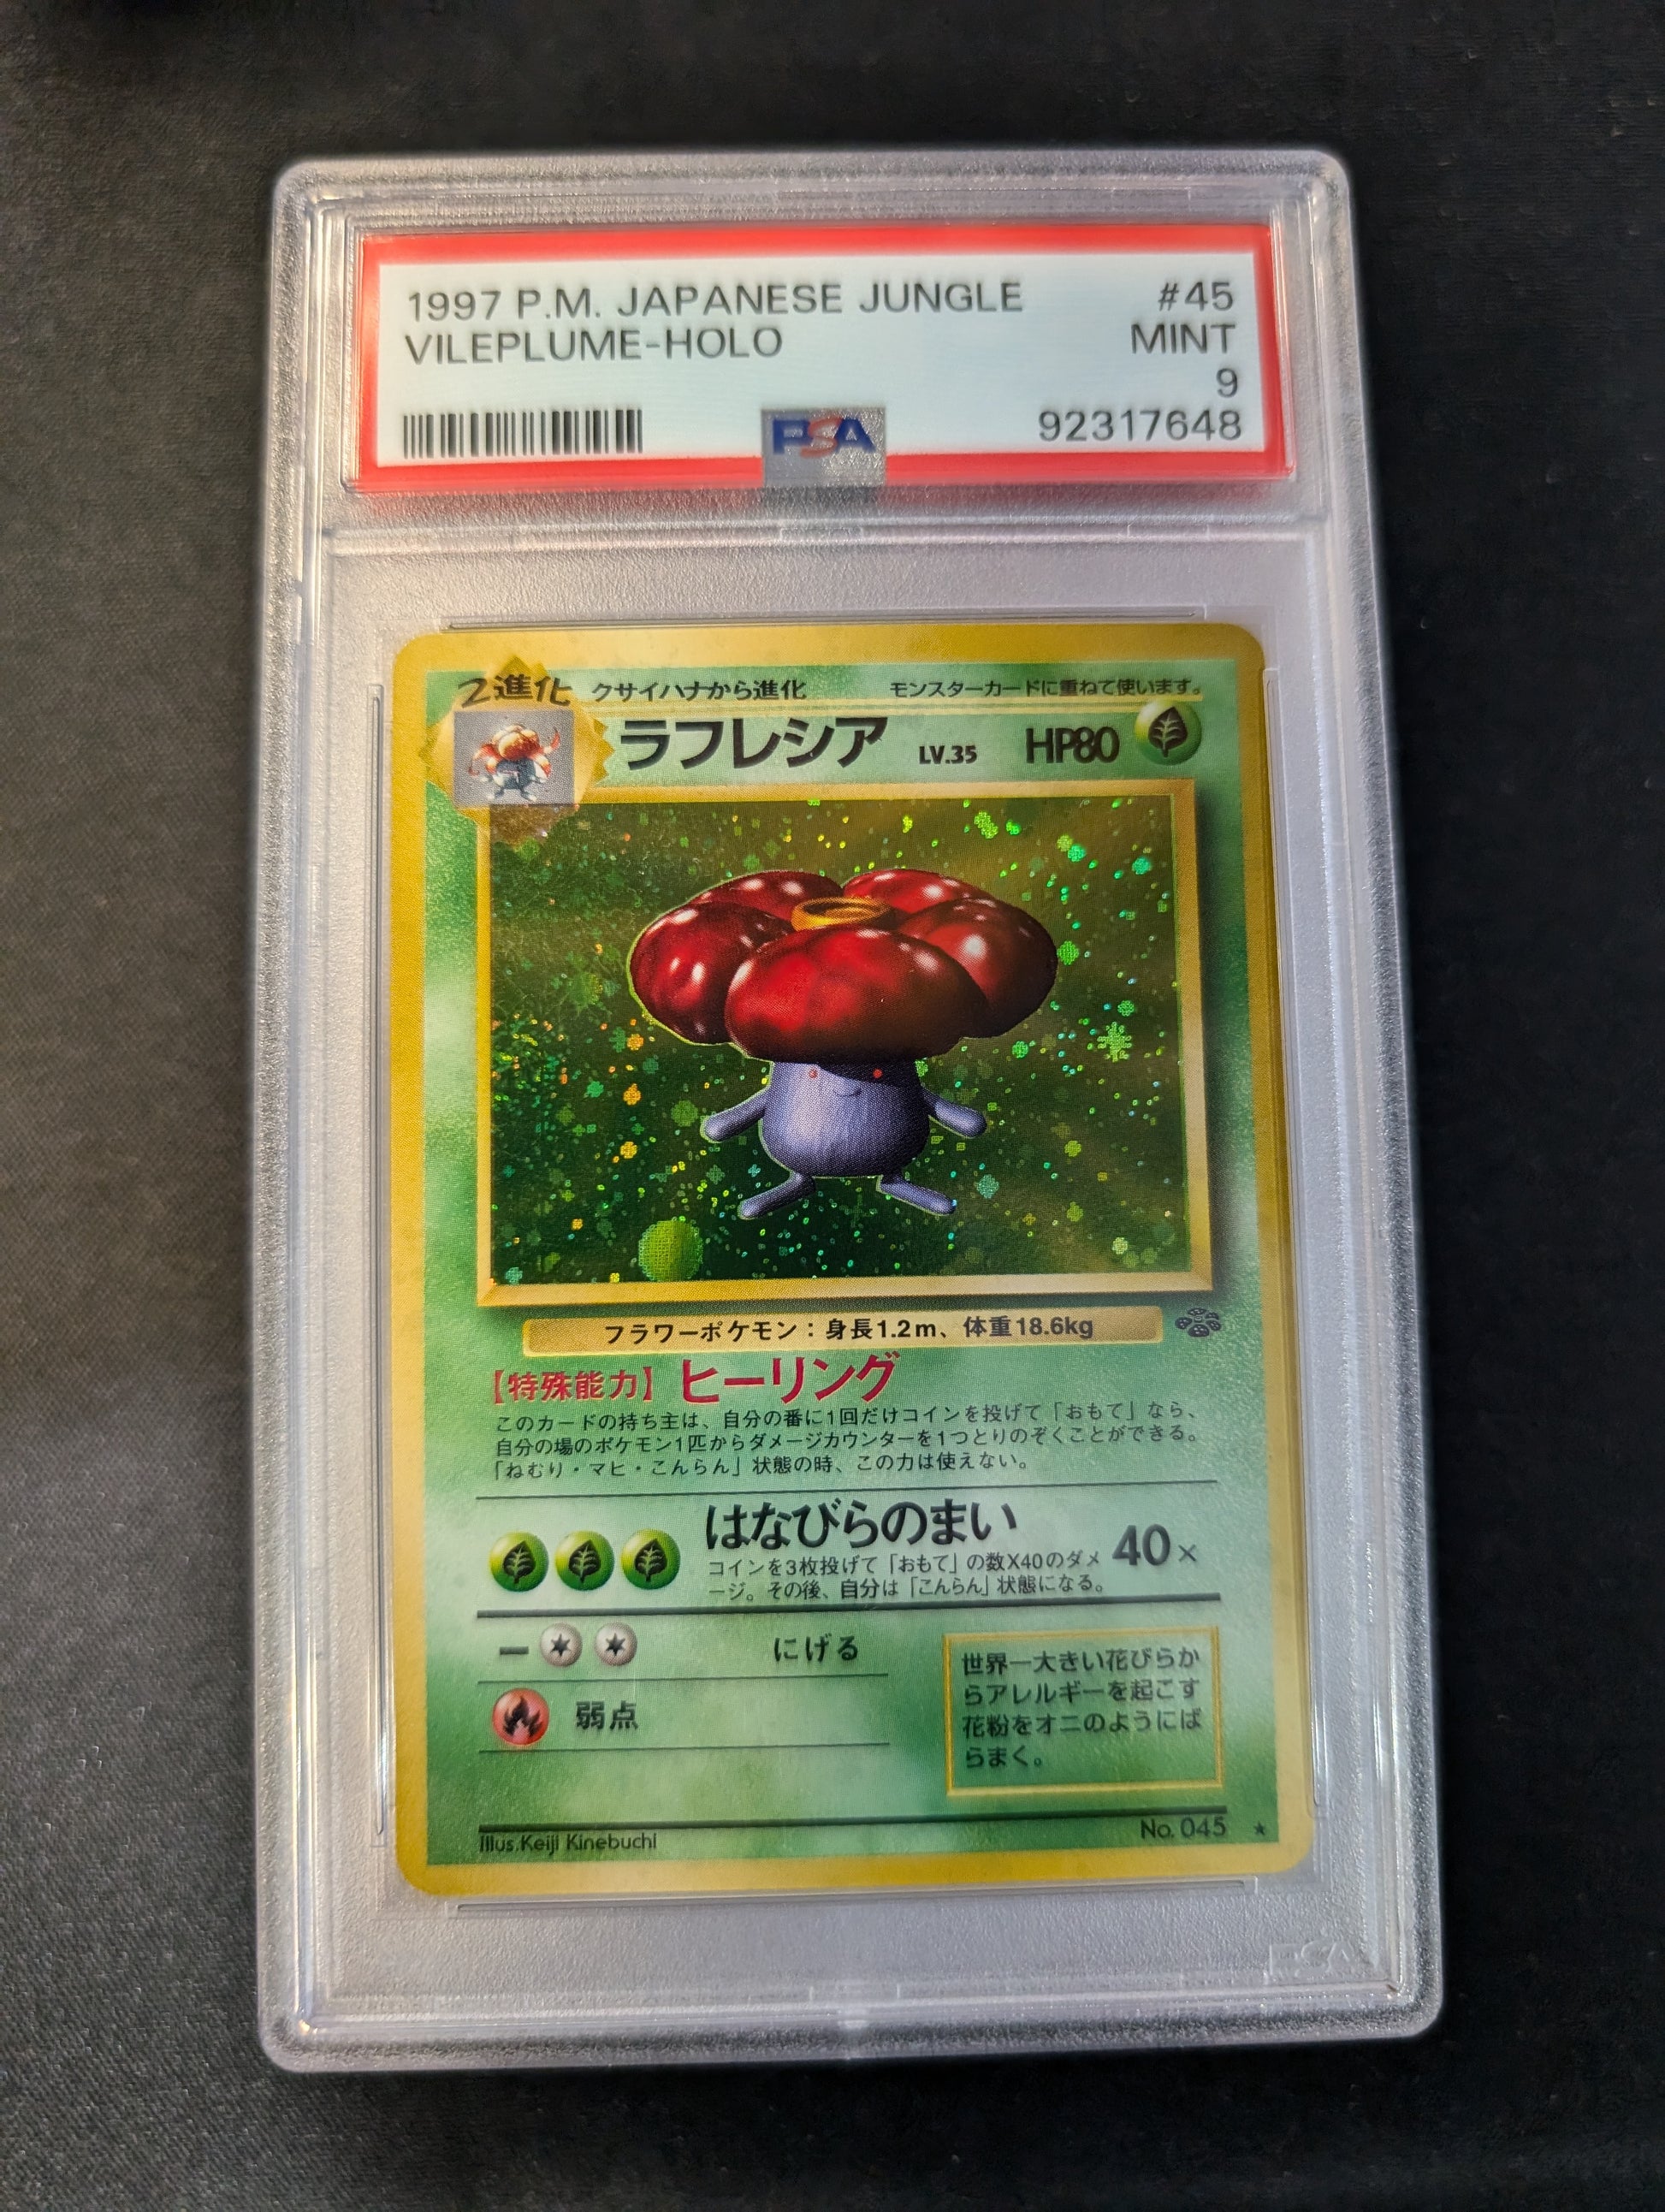 1997 P.M. JAPANESE JUNGLE #45
VILEPLUME-HOLO MINT
9
PSA 92317648
2進化 クサイハナから進化 モンスターカードに重ねて使います。
ラフレシア LV.35 HP80
フラワーポケモン：身長1.2m、体重18.6kg
【特殊能力】ヒーリング
このカードの持ち主は、自分の番に1回だけコインを投げて「おもて」なら、
自分の場のポケモン1匹からダメージカウンターを1つとりのぞくことができる。
「ねむり・マヒ・こんらん」状態の時、この力は使えない。
はなびらのまい 40×
コインを3枚投げて「おもて」の数X40のダメ
ージ。その後、自分は「こんらん」状態になる。
ー にげる
弱点
世界一大きい花びらか
らアレルギーを起こす
花粉をオニのようにば
らまく。
Illus.Keiji Kinebuchi No. 045 ★
PSA